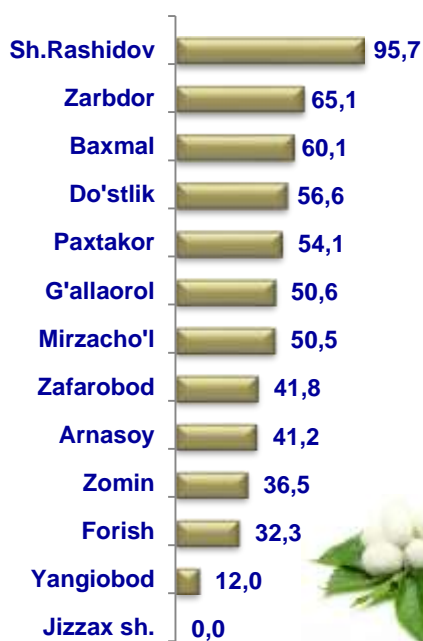 Sh.Rashidov 95,7
Zarbdor 65,1
Baxmal 60,1
Do'stlik 56,6
Paxtakor 54,1
G'allaorol 50,6
Mirzacho'l 50,5
Zafarobod 41,8
Arnasoy 41,2
Zomin 36,5
Forish 32,3
Yangiobod 12,0
Jizzax sh. 0,0